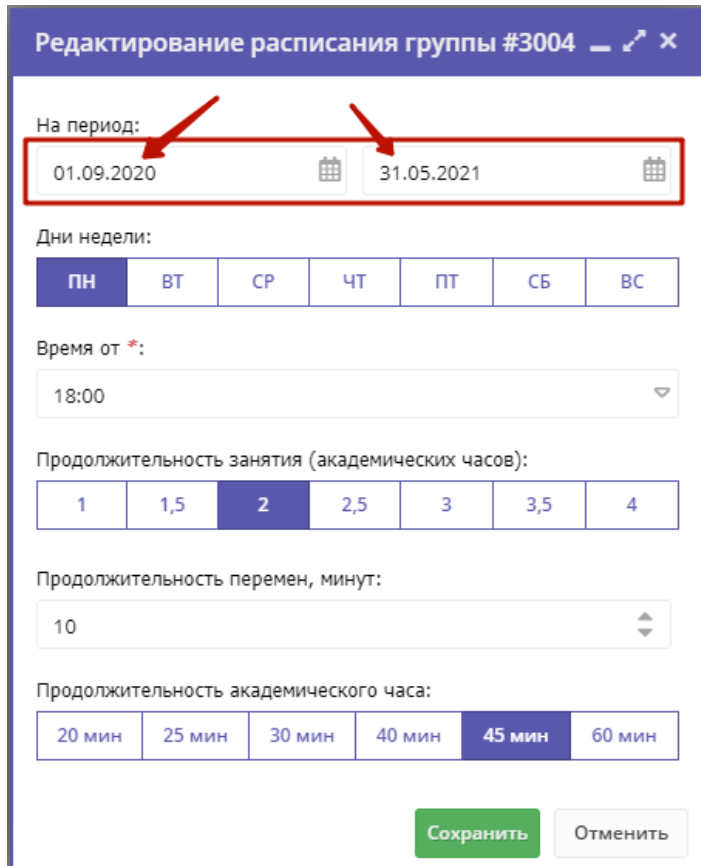 Редактирование расписания группы #3004
На период:
01.09.2020 31.05.2021
Дни недели:
ПН ВТ СР ЧТ ПТ СБ ВС
Время от *:
18:00
Продолжительность занятия (академических часов):
1 1,5 2 2,5 3 3,5 4
Продолжительность перемен, минут:
10
Продолжительность академического часа:
20 мин 25 мин 30 мин 40 мин 45 мин 60 мин
Сохранить Отменить